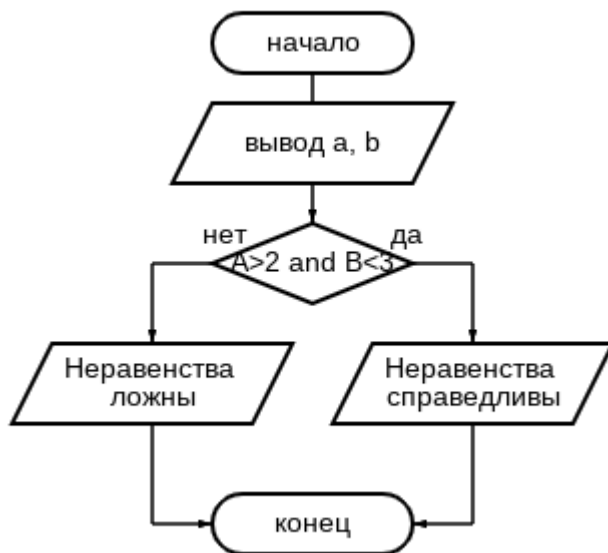 начало
вывод a, b
нет
да
A>2 and B<3
Неравенства
ложны
Неравенства
справедливы
конец